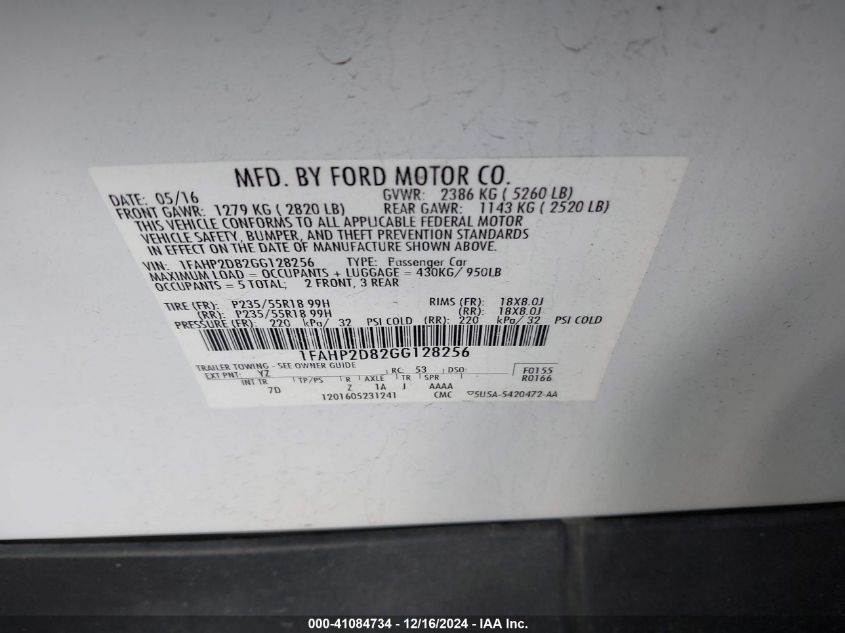 MFD. BY FORD MOTOR CO.
DATE: 05/16 GVWR: 2386 KG ( 5260 LB)
FRONT GAWR: 1279 KG ( 2820 LB) REAR GAWR: 1143 KG ( 2520 LB)
THIS VEHICLE CONFORMS TO ALL APPLICABLE FEDERAL MOTOR
VEHICLE SAFETY, BUMPER, AND THEFT PREVENTION STANDARDS
IN EFFECT ON THE DATE OF MANUFACTURE SHOWN ABOVE.
VIN: 1FAHP2D82GG128256 TYPE: Passenger Car
MAXIMUM LOAD = OCCUPANTS + LUGGAGE = 430KG/ 950LB
OCCUPANTS = 5 TOTAL; 2 FRONT, 3 REAR
TIRE (FR): P235/55R18 99H - RIMS (FR): 18X8.0J
(RR): P235/55R18 99H (RR): 18X8.0J
PRESSURE (FR): 220 kPa/ 32 PSI COLD (RR): 220 kPa/ 32 PSI COLD
1FAHP2D82GG128256
TRAILER TOWING - SEE OWNER GUIDE
EXT PNT: YZ RC: 53 DSO: F0155
R0166
INT TR TP/PS R AXLE TR SPR
7D Z 1A J AAAA
1201605231241 CMC 5U5A-5420472-AA
000-41084734 - 12/16/2024 - IAA Inc.